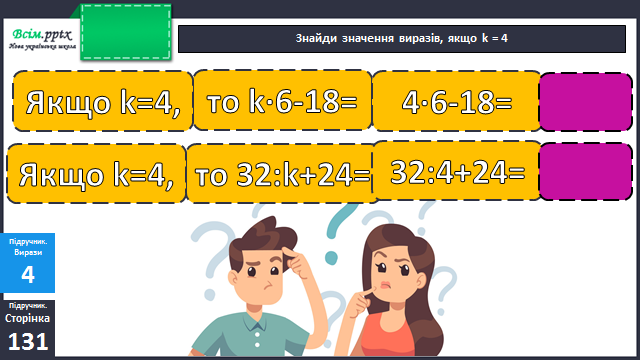 Всім.pptx
Нова українська школа
Знайди значення виразів, якщо k = 4
Якщо k=4, то k·6-18= 4·6-18=
Якщо k=4, то 32:k+24= 32:4+24=
Підручник.
Вирази
4
Підручник.
Сторінка
131